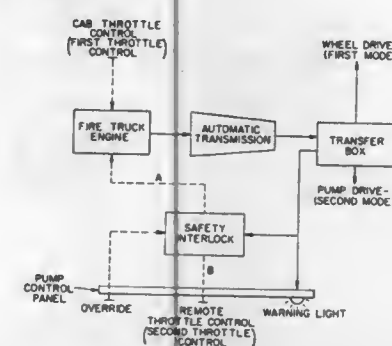 CAB THROTTLE
CONTROL
(FIRST THROTTLE)
CONTROL
WHEEL DRIVE
(FIRST MODE)
FIRE TRUCK
ENGINE
AUTOMATIC
TRANSMISSION
TRANSFER
BOX
A
PUMP DRIVE-
(SECOND MODE
SAFETY
INTERLOCK
B
PUMP
CONTROL
PANEL
OVERRIDE
REMOTE
THROTTLE CONTROL
(SECOND THROTTLE)
CONTROL
WARNING LIGHT